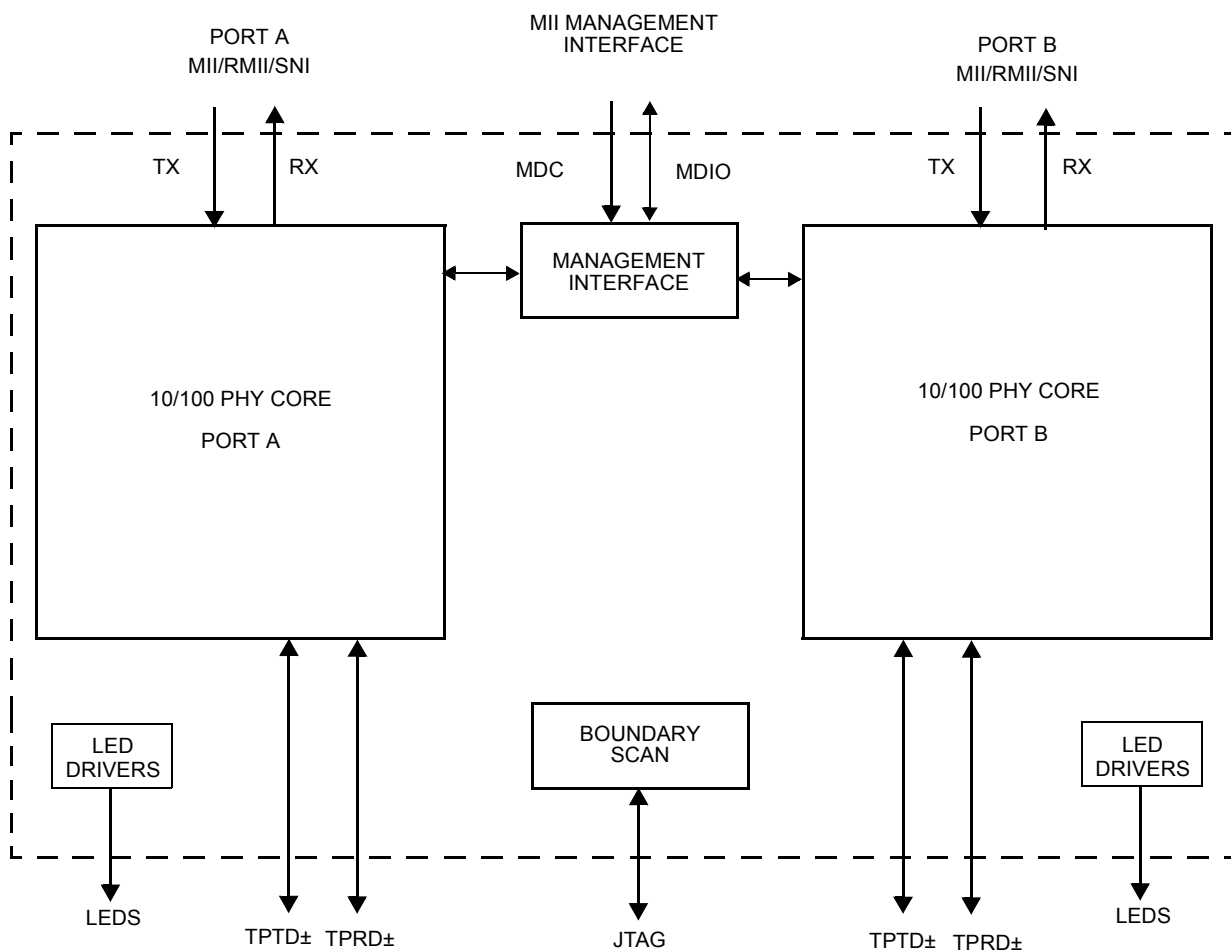 PORT A
MII/RMII/SNI
MII MANAGEMENT
INTERFACE
PORT B
MII/RMII/SNI
TX
RX
MDC
MDIO
TX
RX
MANAGEMENT
INTERFACE
10/100 PHY CORE
PORT A
10/100 PHY CORE
PORT B
LED
DRIVERS
BOUNDARY
SCAN
LED
DRIVERS
LEDS
TPTD±
TPRD±
JTAG
TPTD±
TPRD±
LEDS